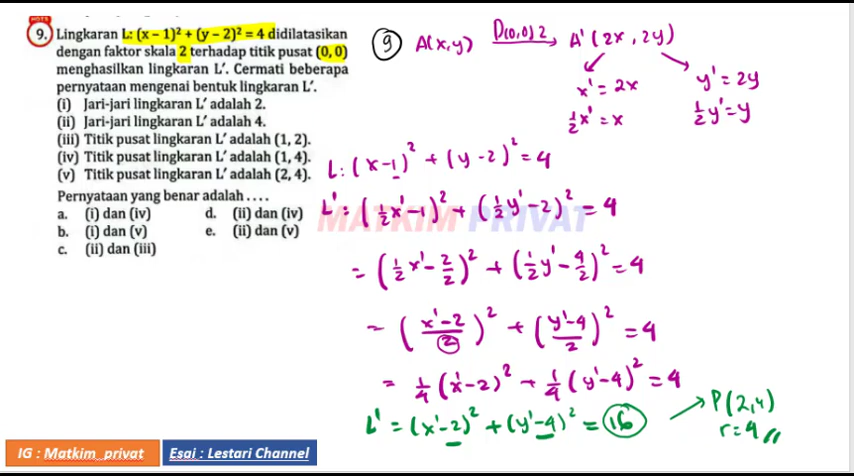 HOTS
9. Lingkaran L: (x – 1)² + (y – 2)² = 4 didilatasikan
dengan faktor skala 2 terhadap titik pusat (0, 0)
menghasilkan lingkaran L′. Cermati beberapa
pernyataan mengenai bentuk lingkaran L′.
(i) Jari-jari lingkaran L′ adalah 2.
(ii) Jari-jari lingkaran L′ adalah 4.
(iii) Titik pusat lingkaran L′ adalah (1, 2).
(iv) Titik pusat lingkaran L′ adalah (1, 4).
(v) Titik pusat lingkaran L′ adalah (2, 4).
Pernyataan yang benar adalah . . . .
a. (i) dan (iv) d. (ii) dan (iv)
b. (i) dan (v) e. (ii) dan (v)
c. (ii) dan (iii)
9 A(x,y) D(0,0) 2 A'(2x, 2y)
x' = 2x y' = 2y
½x' = x ½y' = y
L : (x-1)² + (y-2)² = 4
L' = (½x'-1)² + (½y'-2)² = 4
MATKIM PRIVAT
= (½x' - 2/2)² + (½y' - 4/2)² = 4
= ((x'-2)/2)² + ((y'-4)/2)² = 4
= ¼(x'-2)² + ¼(y'-4)² = 4
L' = (x'-2)² + (y'-4)² = 16
P(2,4)
r = 4
IG : Matkim_privat Esai : Lestari Channel